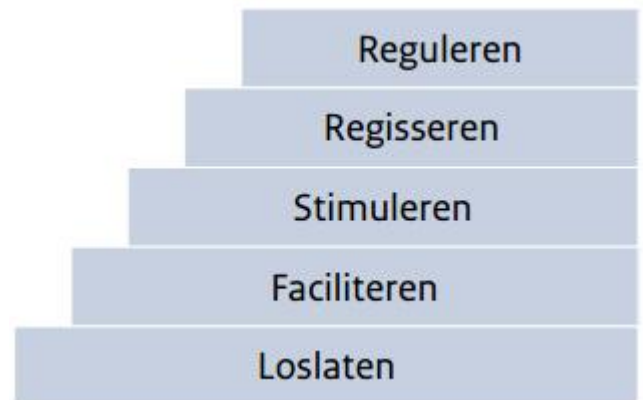 Reguleren
Regisseren
Stimuleren
Faciliteren
Loslaten